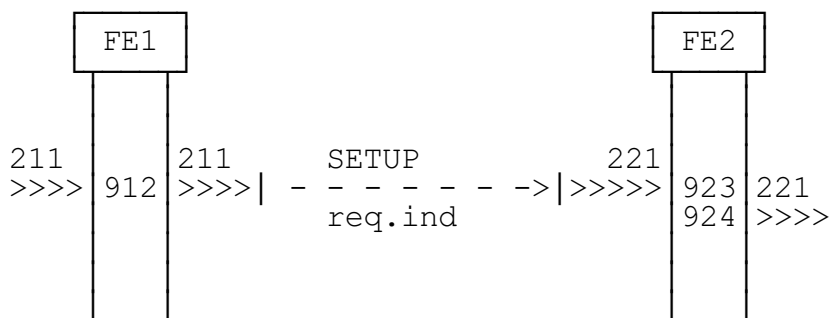 FE1 FE2
211 211 SETUP 221
>>>> 912 >>>>| - - - - - - ->|>>>>> 923 221
req.ind 924 >>>>